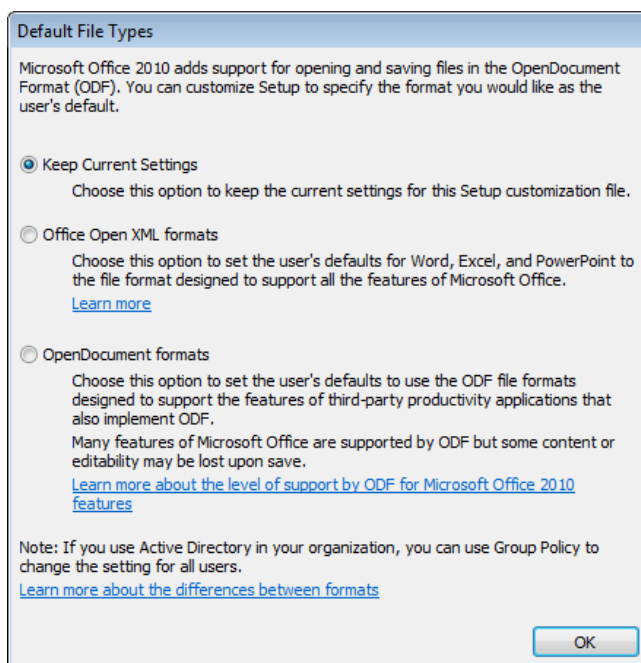 Default File Types
Microsoft Office 2010 adds support for opening and saving files in the OpenDocument
Format (ODF). You can customize Setup to specify the format you would like as the
user's default.
Keep Current Settings
Choose this option to keep the current settings for this Setup customization file.
Office Open XML formats
Choose this option to set the user's defaults for Word, Excel, and PowerPoint to
the file format designed to support all the features of Microsoft Office.
Learn more
OpenDocument formats
Choose this option to set the user's defaults to use the ODF file formats
designed to support the features of third-party productivity applications that
also implement ODF.
Many features of Microsoft Office are supported by ODF but some content or
editability may be lost upon save.
Learn more about the level of support by ODF for Microsoft Office 2010
features
Note: If you use Active Directory in your organization, you can use Group Policy to
change the setting for all users.
Learn more about the differences between formats
OK